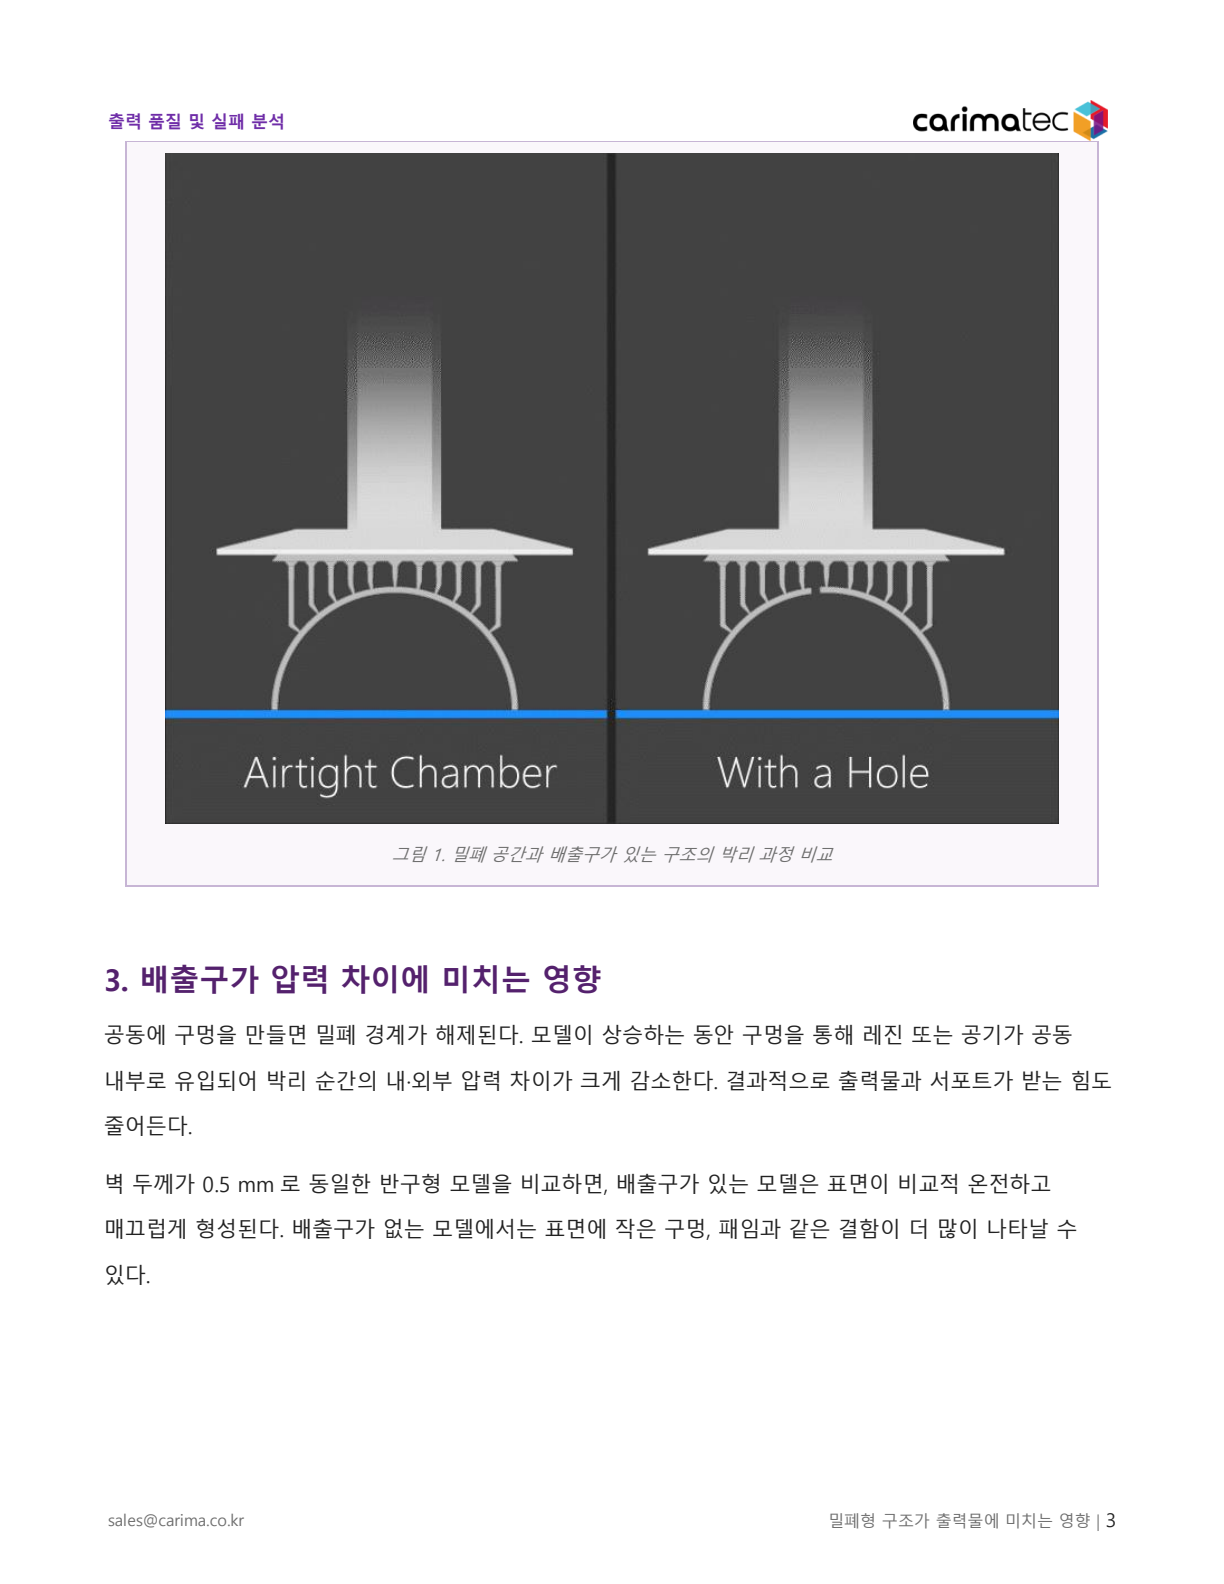 출력 품질 및 실패 분석
carimatec
Airtight Chamber
With a Hole
그림 1. 밀폐 공간과 배출구가 있는 구조의 박리 과정 비교
3. 배출구가 압력 차이에 미치는 영향
공동에 구멍을 만들면 밀폐 경계가 해제된다. 모델이 상승하는 동안 구멍을 통해 레진 또는 공기가 공동
내부로 유입되어 박리 순간의 내·외부 압력 차이가 크게 감소한다. 결과적으로 출력물과 서포트가 받는 힘도
줄어든다.
벽 두께가 0.5 mm 로 동일한 반구형 모델을 비교하면, 배출구가 있는 모델은 표면이 비교적 온전하고
매끄럽게 형성된다. 배출구가 없는 모델에서는 표면에 작은 구멍, 패임과 같은 결함이 더 많이 나타날 수
있다.
sales@carima.co.kr
밀폐형 구조가 출력물에 미치는 영향 | 3